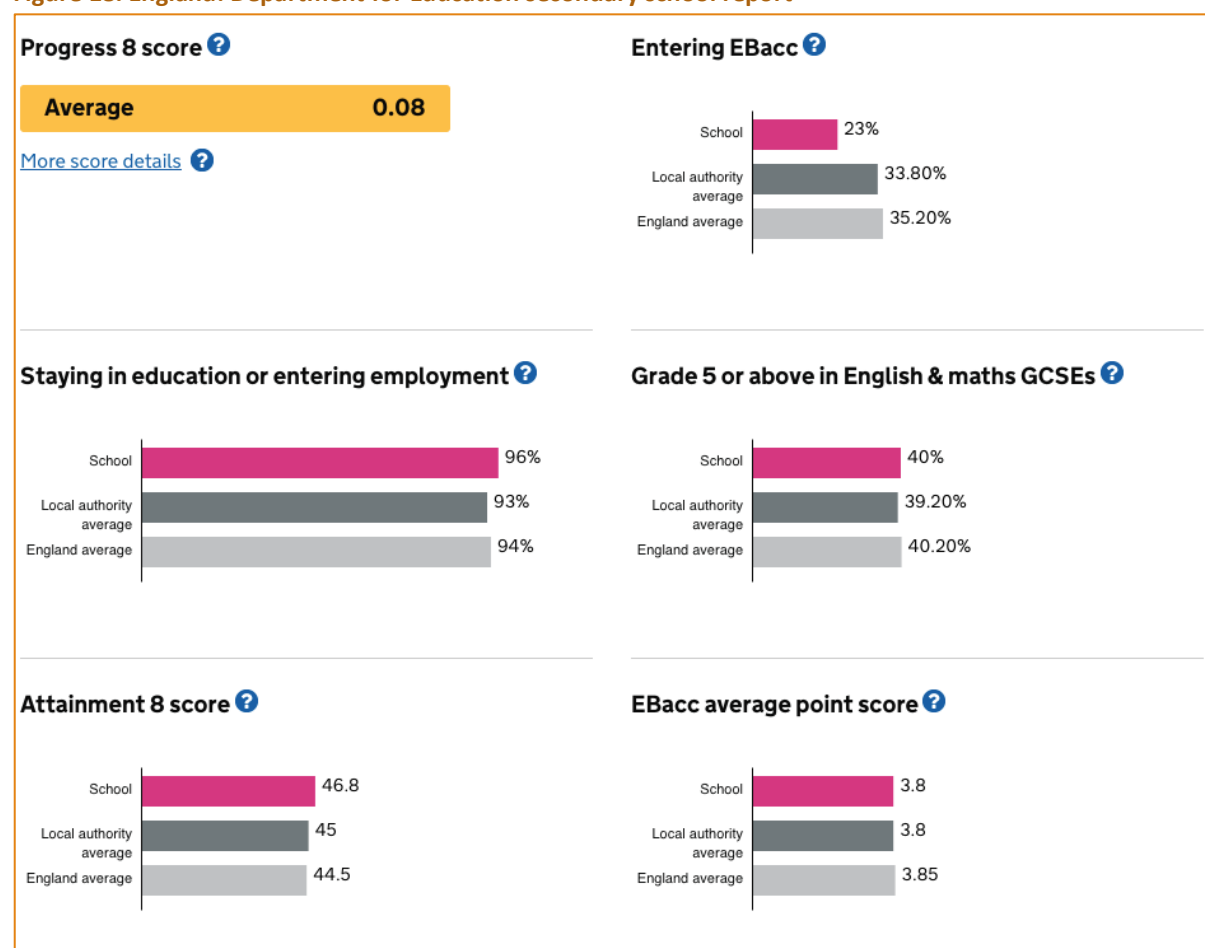 Progress 8 score ?
Average 0.08
More score details ?
Entering EBacc ?
School 23%
Local authority average 33.80%
England average 35.20%
Staying in education or entering employment ?
School 96%
Local authority average 93%
England average 94%
Grade 5 or above in English & maths GCSEs ?
School 40%
Local authority average 39.20%
England average 40.20%
Attainment 8 score ?
School 46.8
Local authority average 45
England average 44.5
EBacc average point score ?
School 3.8
Local authority average 3.8
England average 3.85